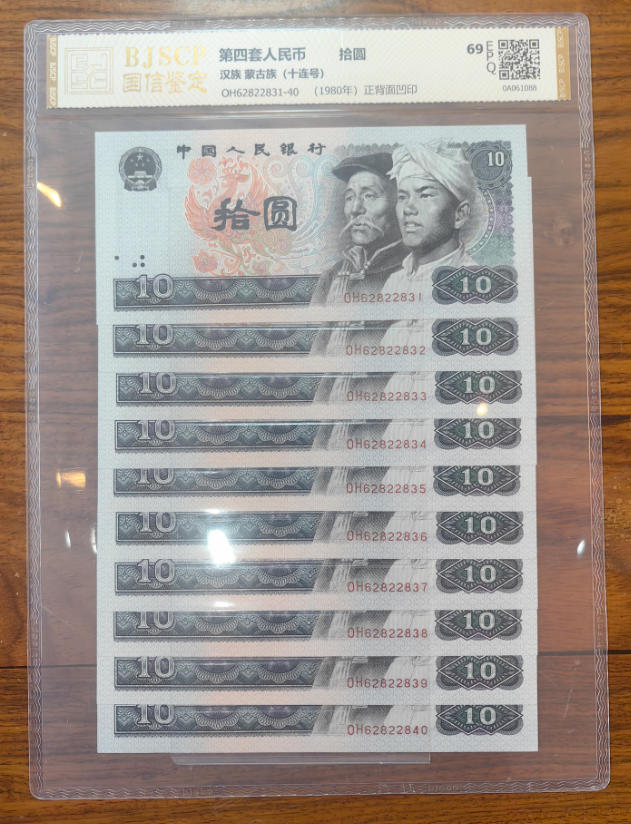 BJSCP
国信鉴定
第四套人民币 拾圆
汉族 蒙古族（十连号）
OH62822831-40 （1980年）正背面凹印
69 EPQ
0A061088
中国人民银行
10
拾圆
10 OH62822831 10
10 OH62822832 10
10 OH62822833 10
10 OH62822834 10
10 OH62822835 10
10 OH62822836 10
10 OH62822837 10
10 OH62822838 10
10 OH62822839 10
10 OH62822840 10